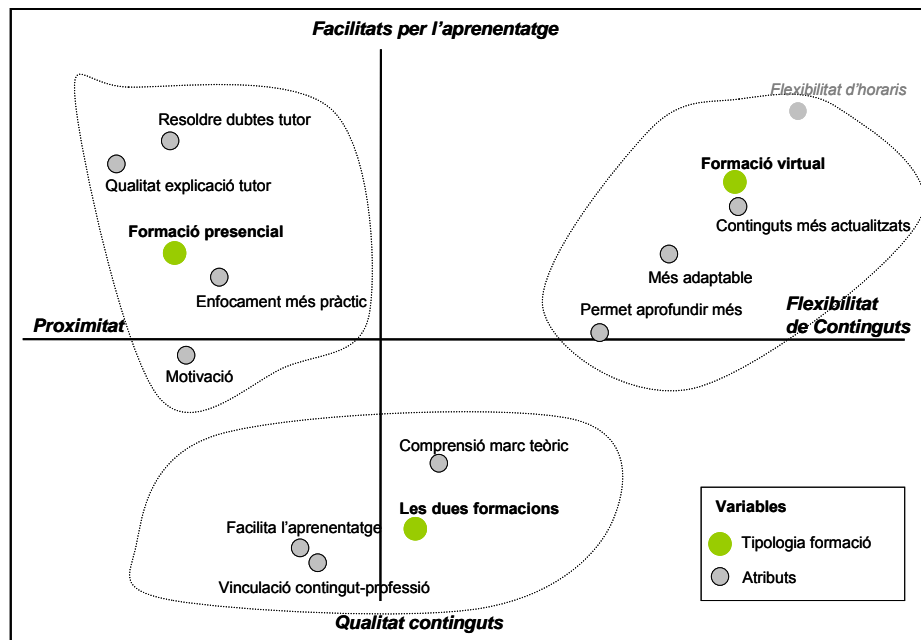 Facilitats per l’aprenentatge
Flexibilitat d’horaris
Resoldre dubtes tutor
Formació virtual
Qualitat explicació tutor
Continguts més actualitzats
Formació presencial
Més adaptable
Enfocament més pràctic
Permet aprofundir més
Proximitat
Flexibilitat
de Continguts
Motivació
Comprensió marc teòric
Les dues formacions
Facilita l’aprenentatge
Vinculació contingut-professió
Qualitat continguts
Variables
Tipologia formació
Atributs